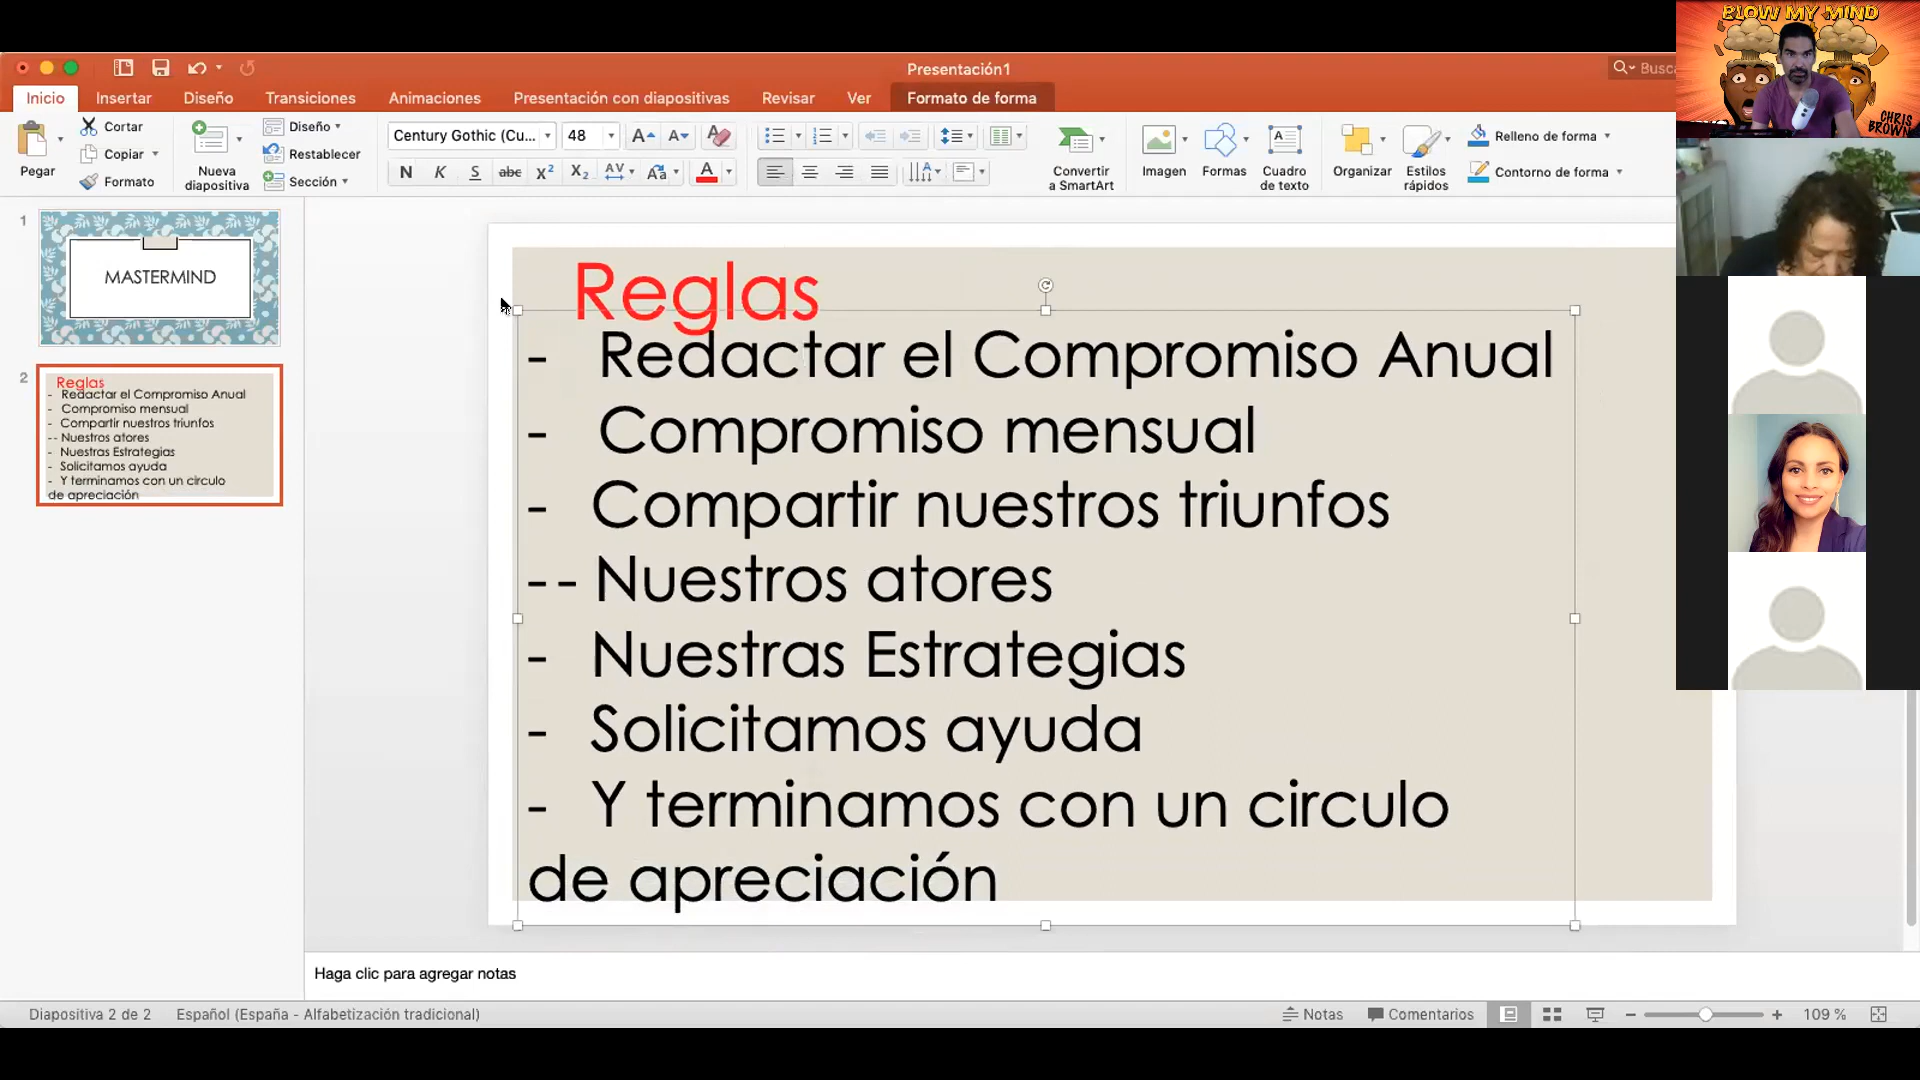 BLOW MY MIND
CHRIS
BROWN
Presentación1
Busca
Inicio
Insertar
Diseño
Transiciones
Animaciones
Presentación con diapositivas
Revisar
Ver
Formato de forma
Pegar
Cortar
Copiar
Formato
Nueva
diapositiva
Diseño
Restablecer
Sección
Century Gothic (Cu...
48
N K S abc X² X₂ AV Aa A
Convertir
a SmartArt
Imagen
Formas
Cuadro
de texto
Organizar
Estilos
rápidos
Relleno de forma
Contorno de forma
1
MASTERMIND
2
Reglas
- Redactar el Compromiso Anual
- Compromiso mensual
- Compartir nuestros triunfos
-- Nuestros atores
- Nuestras Estrategias
- Solicitamos ayuda
- Y terminamos con un circulo
de apreciación
Reglas
- Redactar el Compromiso Anual
- Compromiso mensual
- Compartir nuestros triunfos
-- Nuestros atores
- Nuestras Estrategias
- Solicitamos ayuda
- Y terminamos con un circulo
de apreciación
Haga clic para agregar notas
Diapositiva 2 de 2
Español (España - Alfabetización tradicional)
Notas
Comentarios
109 %